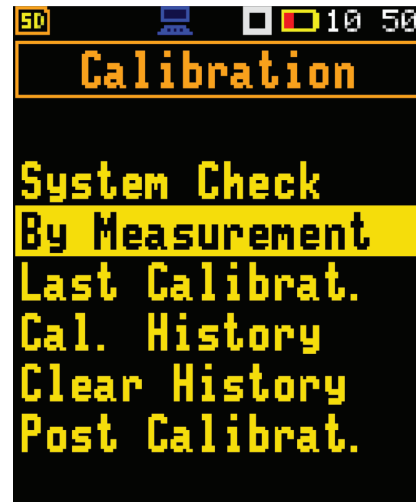 SD 10 50
Calibration
System Check
By Measurement
Last Calibrat.
Cal. History
Clear History
Post Calibrat.